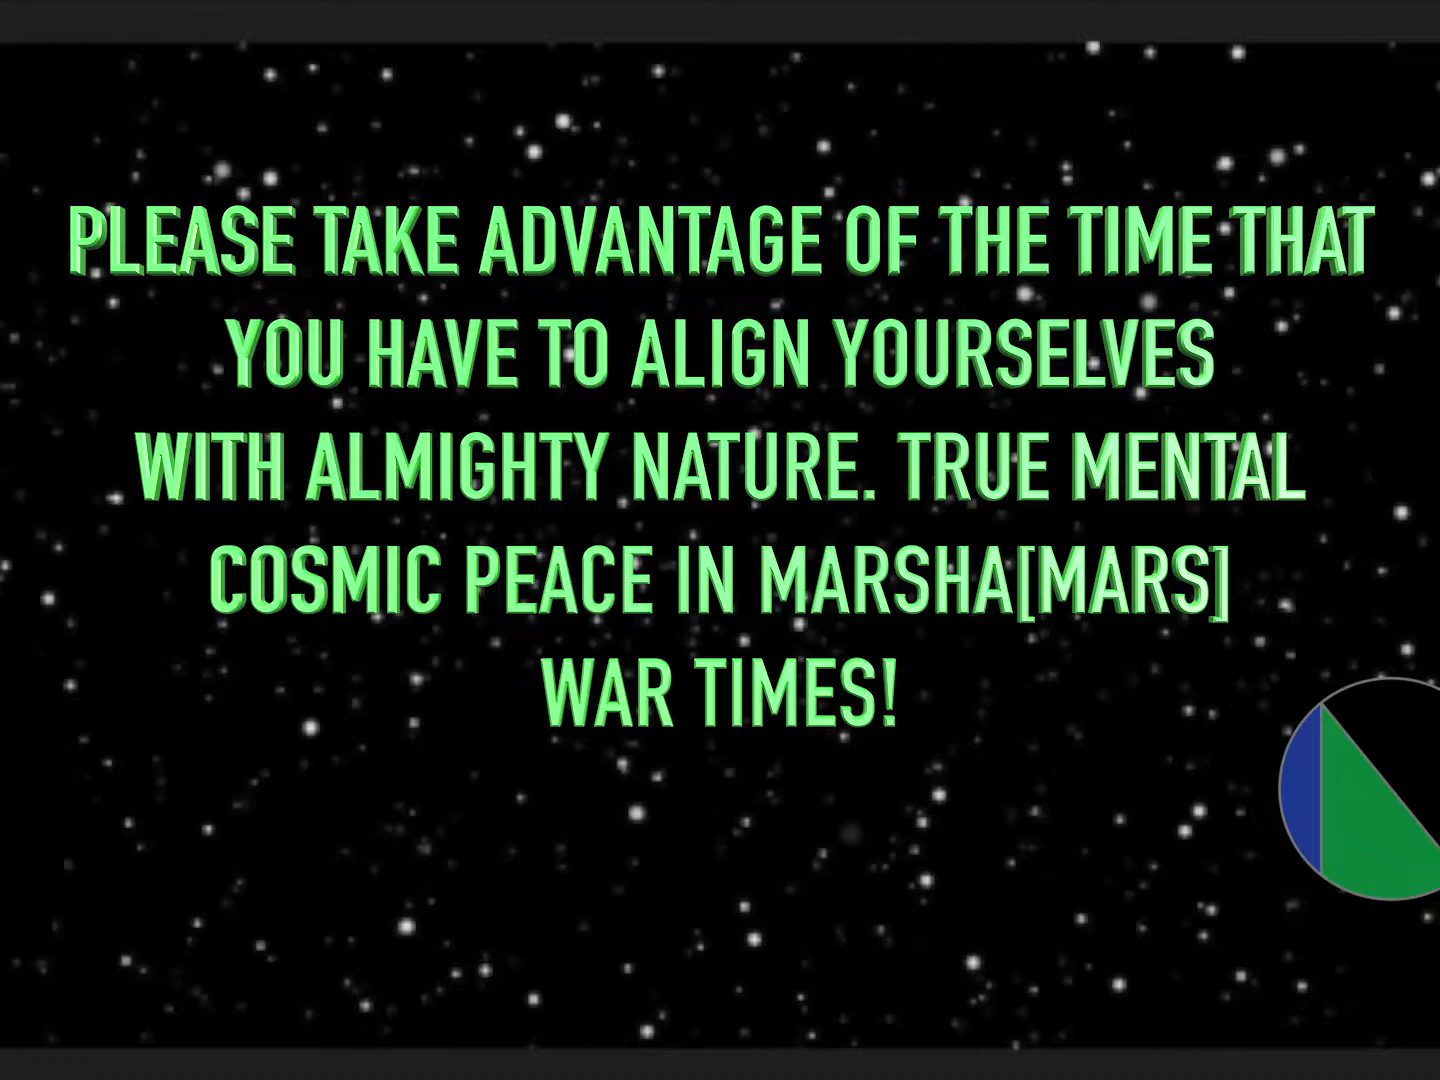 PLEASE TAKE ADVANTAGE OF THE TIME THAT
YOU HAVE TO ALIGN YOURSELVES
WITH ALMIGHTY NATURE. TRUE MENTAL
COSMIC PEACE IN MARSHA[MARS]
WAR TIMES!